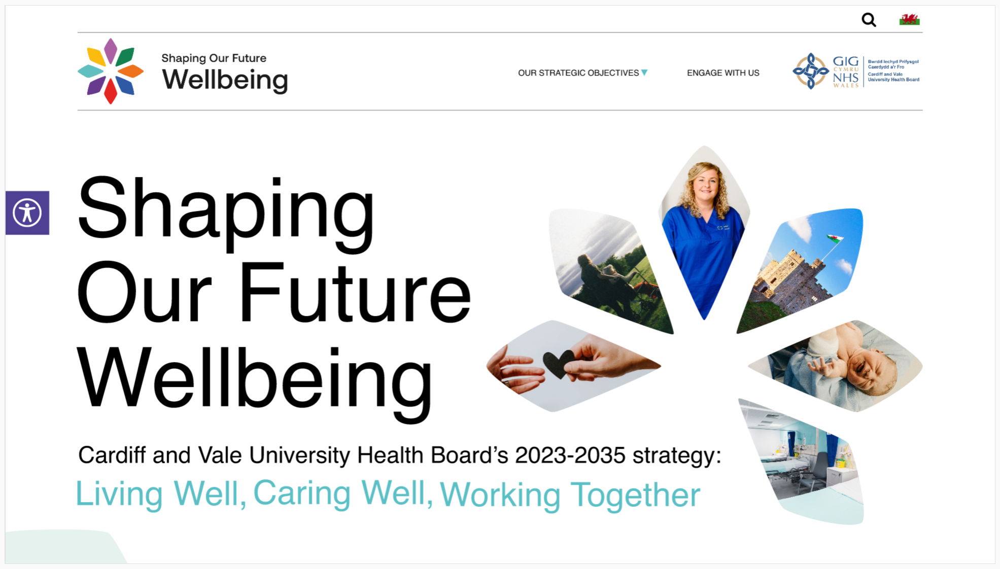 Shaping Our Future
Wellbeing
OUR STRATEGIC OBJECTIVES
ENGAGE WITH US
GIG
CYMRU
NHS
WALES
Bwrdd Iechyd Prifysgol
Caerdydd a'r Fro
Cardiff and Vale
University Health Board
Shaping
Our Future
Wellbeing
Cardiff and Vale University Health Board’s 2023-2035 strategy:
Living Well, Caring Well, Working Together